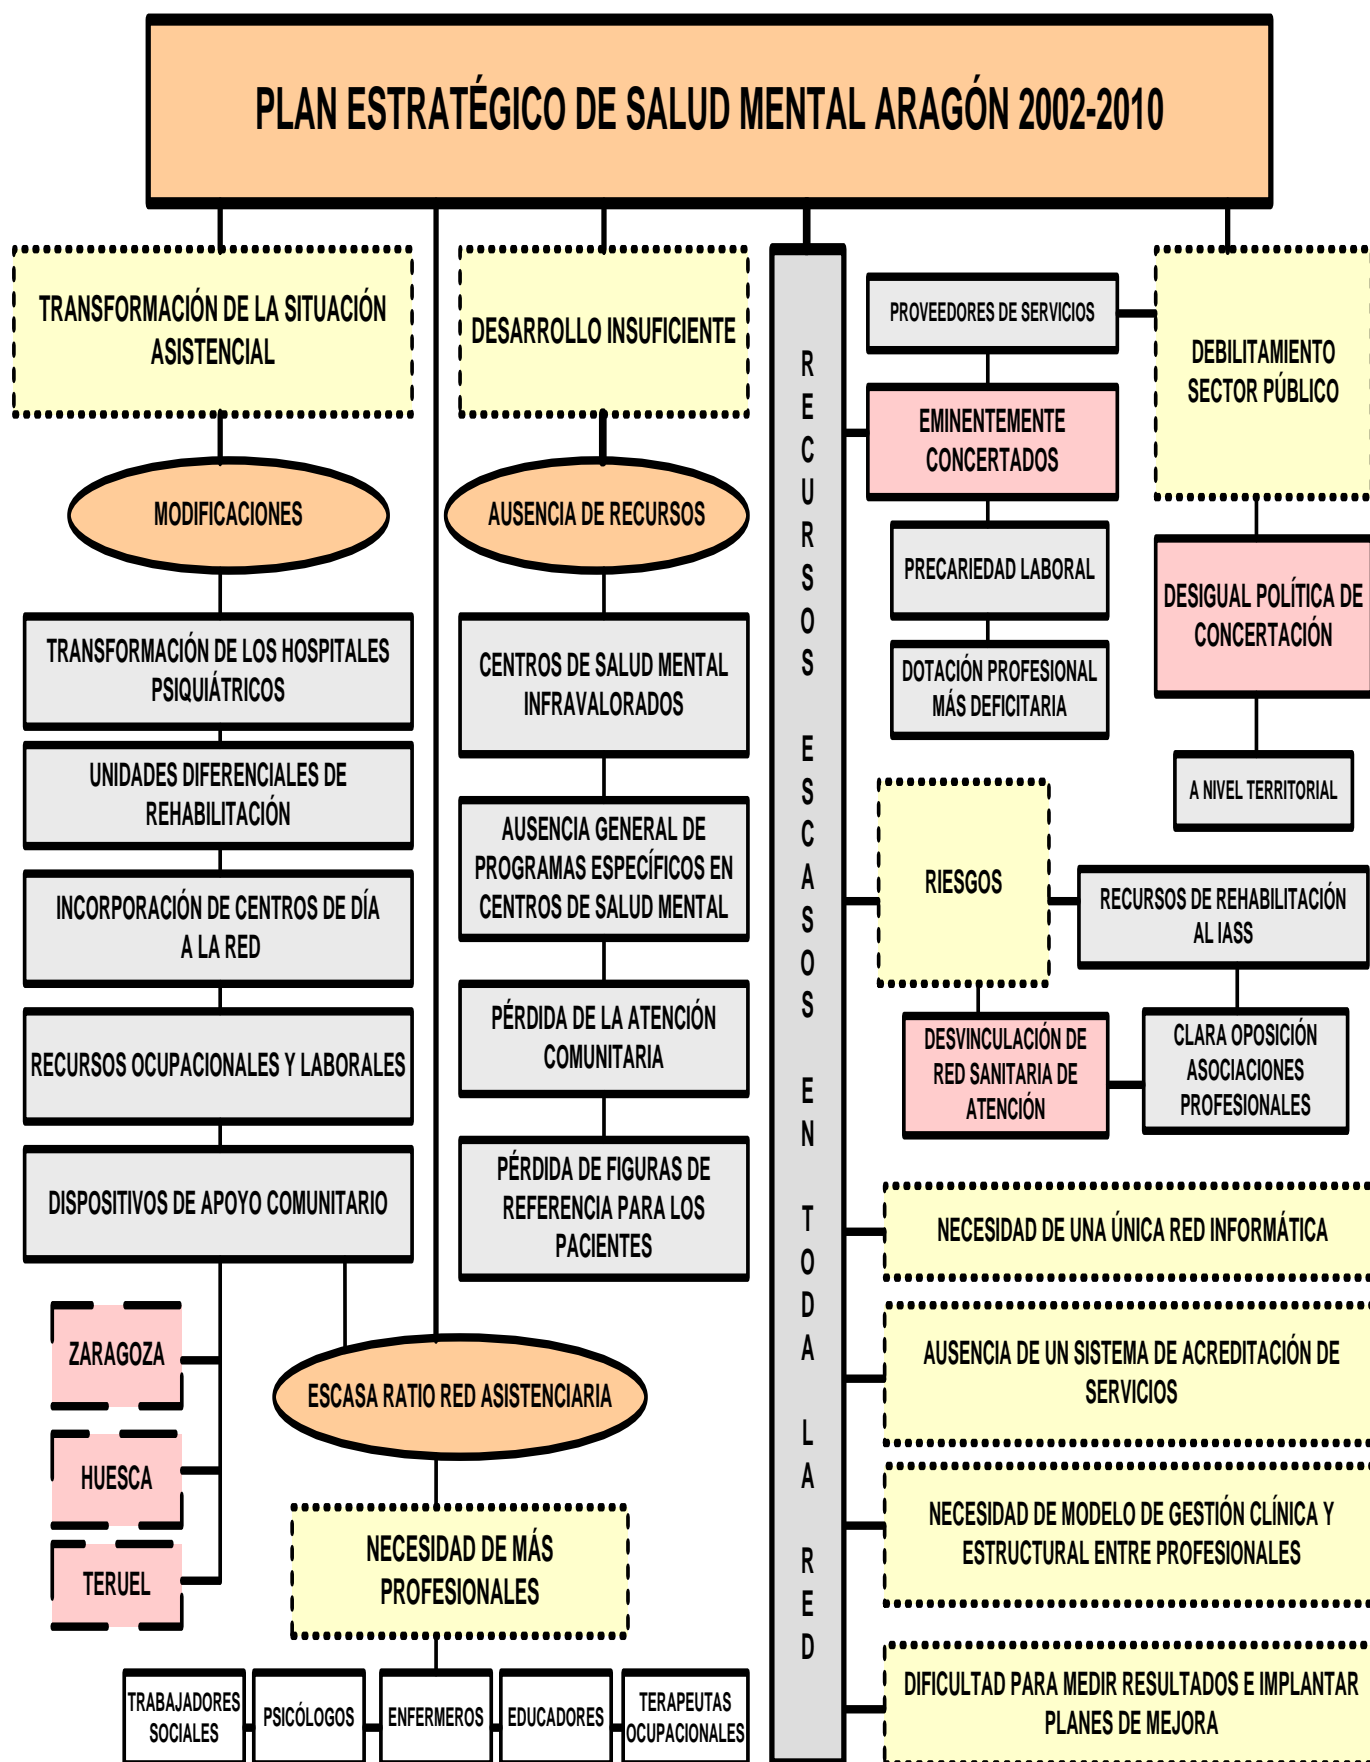 PLAN ESTRATÉGICO DE SALUD MENTAL ARAGÓN 2002-2010
TRANSFORMACIÓN DE LA SITUACIÓN
ASISTENCIAL
MODIFICACIONES
TRANSFORMACIÓN DE LOS HOSPITALES
PSIQUIÁTRICOS
UNIDADES DIFERENCIALES DE
REHABILITACIÓN
INCORPORACIÓN DE CENTROS DE DÍA
A LA RED
RECURSOS OCUPACIONALES Y LABORALES
DISPOSITIVOS DE APOYO COMUNITARIO
ZARAGOZA
HUESCA
TERUEL
ESCASA RATIO RED ASISTENCIARIA
NECESIDAD DE MÁS
PROFESIONALES
TRABAJADORES
SOCIALES
PSICÓLOGOS
ENFERMEROS
EDUCADORES
TERAPEUTAS
OCUPACIONALES
DESARROLLO INSUFICIENTE
AUSENCIA DE RECURSOS
CENTROS DE SALUD MENTAL
INFRAVALORADOS
AUSENCIA GENERAL DE
PROGRAMAS ESPECÍFICOS EN
CENTROS DE SALUD MENTAL
PÉRDIDA DE LA ATENCIÓN
COMUNITARIA
PÉRDIDA DE FIGURAS DE
REFERENCIA PARA LOS
PACIENTES
RECURSOS ESCASOS EN TODA LA RED
PROVEEDORES DE SERVICIOS
EMINENTEMENTE
CONCERTADOS
PRECARIEDAD LABORAL
DOTACIÓN PROFESIONAL
MÁS DEFICITARIA
DEBILITAMIENTO
SECTOR PÚBLICO
DESIGUAL POLÍTICA DE
CONCERTACIÓN
A NIVEL TERRITORIAL
RIESGOS
RECURSOS DE REHABILITACIÓN
AL IASS
DESVINCULACIÓN DE
RED SANITARIA DE
ATENCIÓN
CLARA OPOSICIÓN
ASOCIACIONES
PROFESIONALES
NECESIDAD DE UNA ÚNICA RED INFORMÁTICA
AUSENCIA DE UN SISTEMA DE ACREDITACIÓN DE
SERVICIOS
NECESIDAD DE MODELO DE GESTIÓN CLÍNICA Y
ESTRUCTURAL ENTRE PROFESIONALES
DIFICULTAD PARA MEDIR RESULTADOS E IMPLANTAR
PLANES DE MEJORA